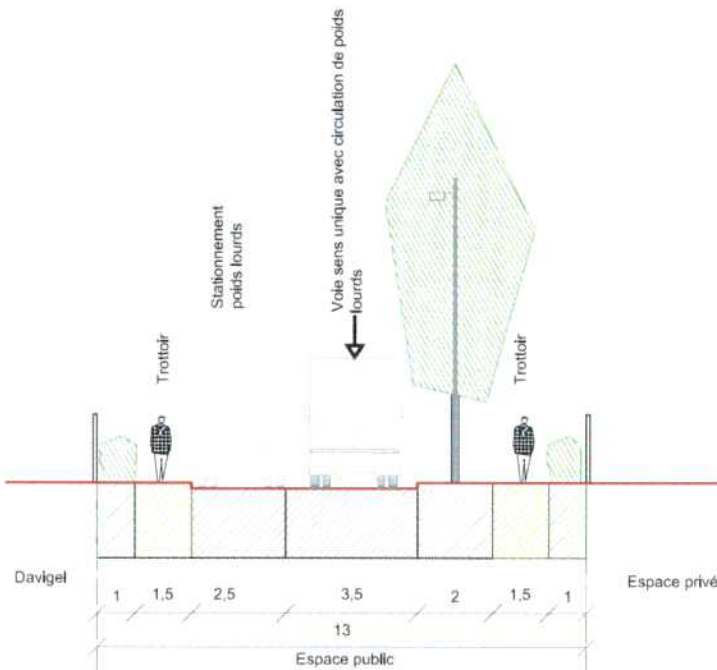 Trottoir
Stationnement
poids lourds
Voie sens unique avec circulation de poids
lourds
Trottoir
Davigel
1
1,5
2,5
3,5
2
1,5
1
Espace privé
13
Espace public